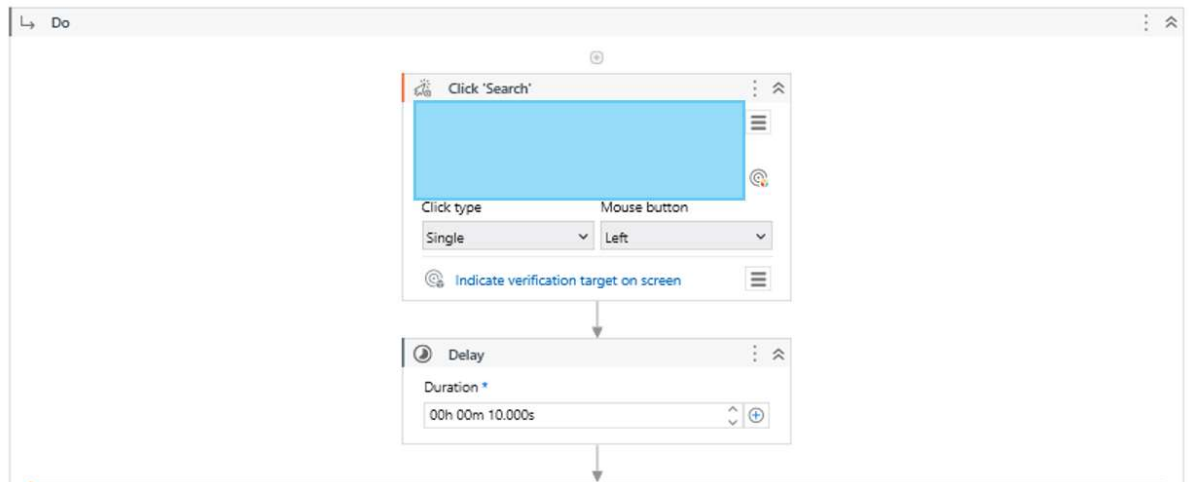 Do
Click 'Search'
Click type Mouse button
Single Left
Indicate verification target on screen
Delay
Duration *
00h 00m 10.000s